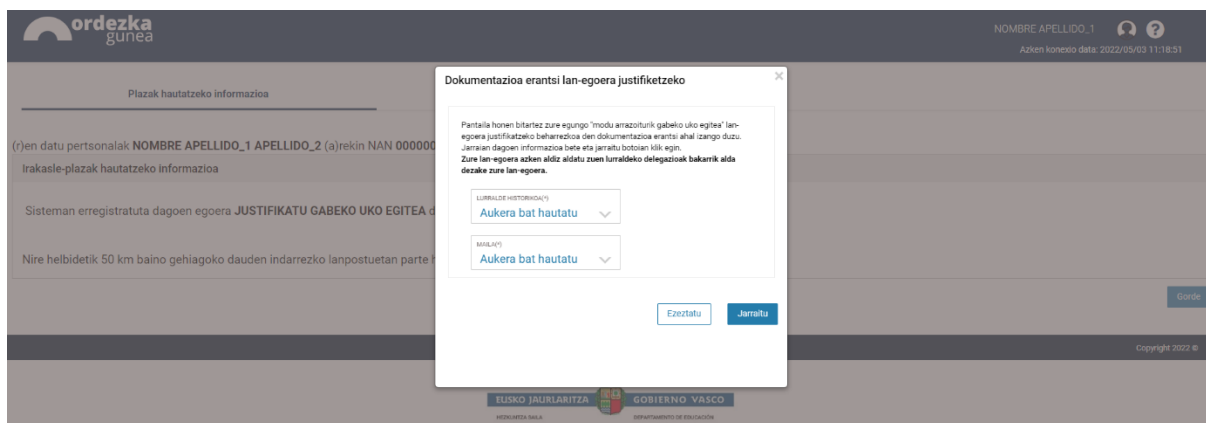 ordezka
gunea
NOMBRE APELLIDO_1
Azken konexio data: 2022/05/03 11:18:51
Plazak hautatzeko informazioa
(r)en datu pertsonalak NOMBRE APELLIDO_1 APELLIDO_2 (a)rekin NAN 000000
Irakasle-plazak hautatzeko informazioa
Sisteman erregistratuta dagoen egoera JUSTIFIKATU GABEKO UKO EGITEA d
Nire helbidetik 50 km baino gehiagoko dauden indarrezko lanpostuetan parte h
Dokumentazioa erantsi lan-egoera justifiketzeko
×
Pantaila honen bitartez zure egungo "modu arrazoiturik gabeko uko egitea" lan-
egoera justifikatzeko beharrezkoa den dokumentazioa erantsi ahal izango duzu.
Jarraian dagoen informazioa bete eta jarraitu botoian klik egin.
Zure lan-egoera azken aldiz aldatu zuen lurraldeko delegazioak bakarrik alda
dezake zure lan-egoera.
LURRALDE HISTORIKOA(*)
Aukera bat hautatu
MAILA(*)
Aukera bat hautatu
Ezeztatu
Jarraitu
Gorde
Copyright 2022 ©
EUSKO JAURLARITZA
GOBIERNO VASCO
HEZKUNTZA SAILA
DEPARTAMENTO DE EDUCACIÓN